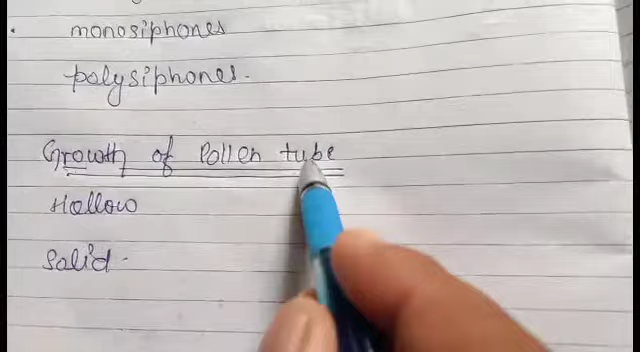 monosiphones
polysiphones.
Growth of Pollen tube
Hollow
Solid.